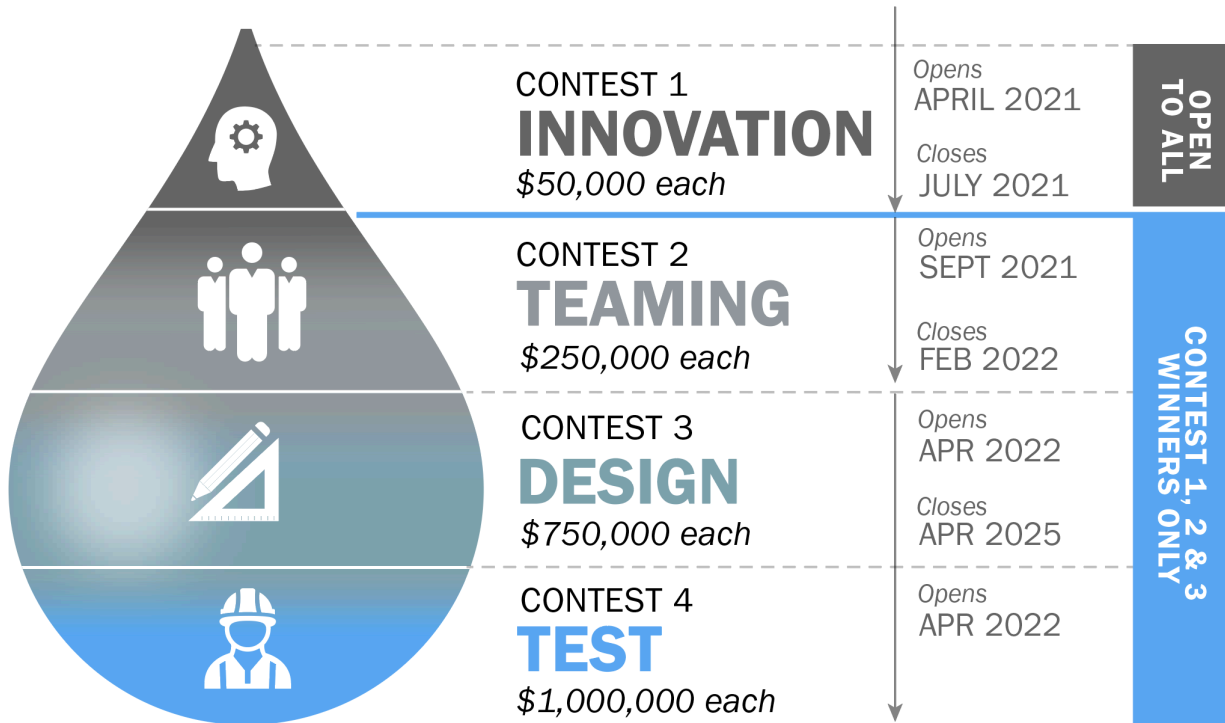 CONTEST 1
INNOVATION
$50,000 each
Opens
APRIL 2021
Closes
JULY 2021
OPEN
TO ALL
CONTEST 2
TEAMING
$250,000 each
Opens
SEPT 2021
Closes
FEB 2022
CONTEST 3
DESIGN
$750,000 each
Opens
APR 2022
Closes
APR 2025
CONTEST 4
TEST
$1,000,000 each
Opens
APR 2022
CONTEST 1, 2 & 3
WINNERS ONLY